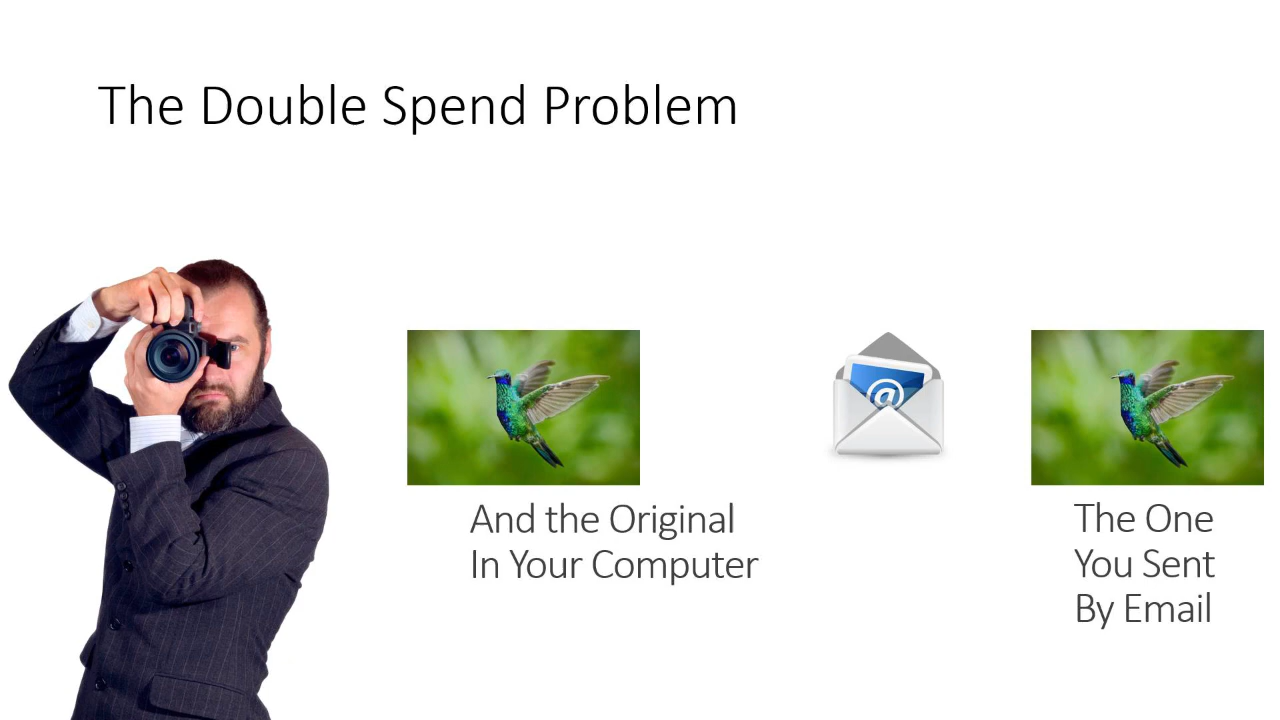 The Double Spend Problem
@
And the Original
In Your Computer
The One
You Sent
By Email